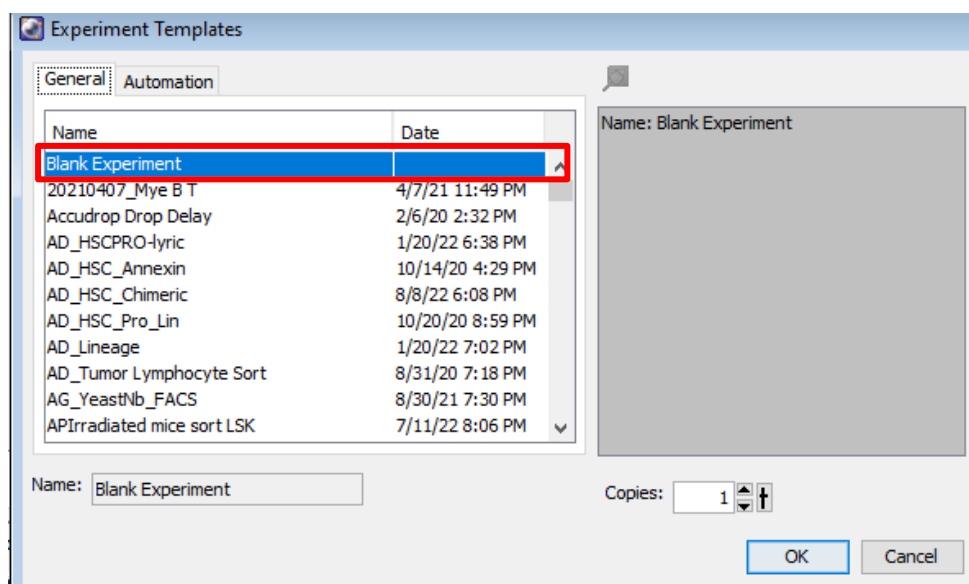 Experiment Templates
General Automation
Name Date
Blank Experiment
20210407_Mye B T 4/7/21 11:49 PM
Accudrop Drop Delay 2/6/20 2:32 PM
AD_HSCPRO-lyric 1/20/22 6:38 PM
AD_HSC_Annexin 10/14/20 4:29 PM
AD_HSC_Chimeric 8/8/22 6:08 PM
AD_HSC_Pro_Lin 10/20/20 8:59 PM
AD_Lineage 1/20/22 7:02 PM
AD_Tumor Lymphocyte Sort 8/31/20 7:18 PM
AG_YeastNb_FACS 8/30/21 7:30 PM
APIrradiated mice sort LSK 7/11/22 8:06 PM
Name: Blank Experiment
Name: Blank Experiment
Copies: 1
OK Cancel